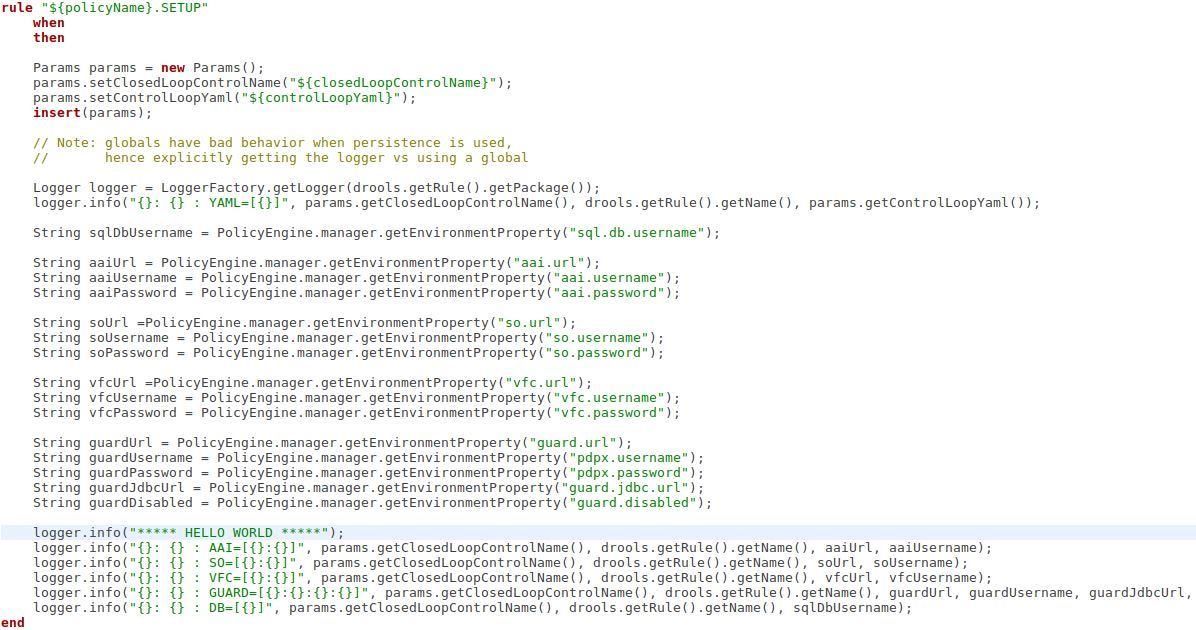 rule "${policyName}.SETUP"
    when
    then

    Params params = new Params();
    params.setClosedLoopControlName("${closedLoopControlName}");
    params.setControlLoopYaml("${controlLoopYaml}");
    insert(params);

    // Note: globals have bad behavior when persistence is used,
    //       hence explicitly getting the logger vs using a global

    Logger logger = LoggerFactory.getLogger(drools.getRule().getPackage());
    logger.info("{}: {} : YAML=[{}]", params.getClosedLoopControlName(), drools.getRule().getName(), params.getControlLoopYaml());

    String sqlDbUsername = PolicyEngine.manager.getEnvironmentProperty("sql.db.username");

    String aaiUrl = PolicyEngine.manager.getEnvironmentProperty("aai.url");
    String aaiUsername = PolicyEngine.manager.getEnvironmentProperty("aai.username");
    String aaiPassword = PolicyEngine.manager.getEnvironmentProperty("aai.password");

    String soUrl =PolicyEngine.manager.getEnvironmentProperty("so.url");
    String soUsername = PolicyEngine.manager.getEnvironmentProperty("so.username");
    String soPassword = PolicyEngine.manager.getEnvironmentProperty("so.password");

    String vfcUrl =PolicyEngine.manager.getEnvironmentProperty("vfc.url");
    String vfcUsername = PolicyEngine.manager.getEnvironmentProperty("vfc.username");
    String vfcPassword = PolicyEngine.manager.getEnvironmentProperty("vfc.password");

    String guardUrl = PolicyEngine.manager.getEnvironmentProperty("guard.url");
    String guardUsername = PolicyEngine.manager.getEnvironmentProperty("pdpx.username");
    String guardPassword = PolicyEngine.manager.getEnvironmentProperty("pdpx.password");
    String guardJdbcUrl = PolicyEngine.manager.getEnvironmentProperty("guard.jdbc.url");
    String guardDisabled = PolicyEngine.manager.getEnvironmentProperty("guard.disabled");

    logger.info("***** HELLO WORLD *****");
    logger.info("{}: {} : AAI=[{}:{}]", params.getClosedLoopControlName(), drools.getRule().getName(), aaiUrl, aaiUsername);
    logger.info("{}: {} : SO=[{}:{}]", params.getClosedLoopControlName(), drools.getRule().getName(), soUrl, soUsername);
    logger.info("{}: {} : VFC=[{}:{}]", params.getClosedLoopControlName(), drools.getRule().getName(), vfcUrl, vfcUsername);
    logger.info("{}: {} : GUARD=[{}:{}:{}:{}]", params.getClosedLoopControlName(), drools.getRule().getName(), guardUrl, guardUsername, guardJdbcUrl,
    logger.info("{}: {} : DB=[{}]", params.getClosedLoopControlName(), drools.getRule().getName(), sqlDbUsername);
end